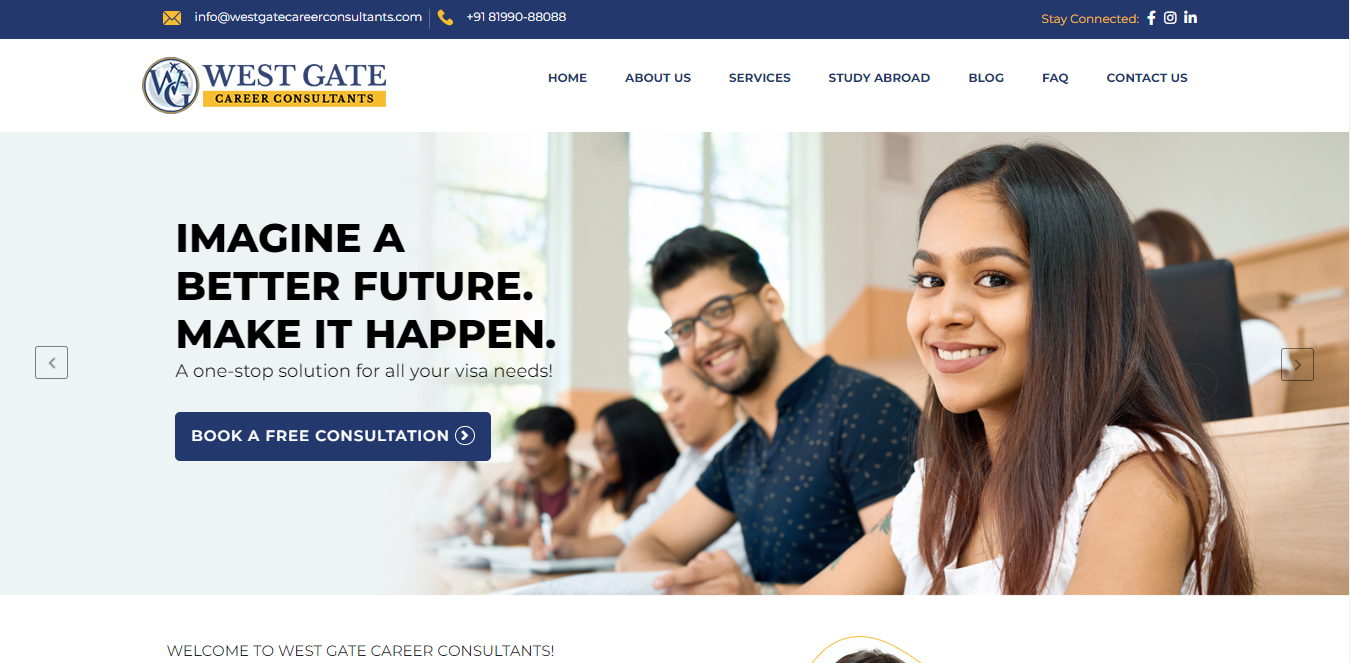 info@westgatecareerconsultants.com
+91 81990-88088
Stay Connected:
WG
WEST GATE
CAREER CONSULTANTS
HOME
ABOUT US
SERVICES
STUDY ABROAD
BLOG
FAQ
CONTACT US
IMAGINE A
BETTER FUTURE.
MAKE IT HAPPEN.
A one-stop solution for all your visa needs!
BOOK A FREE CONSULTATION
WELCOME TO WEST GATE CAREER CONSULTANTS!